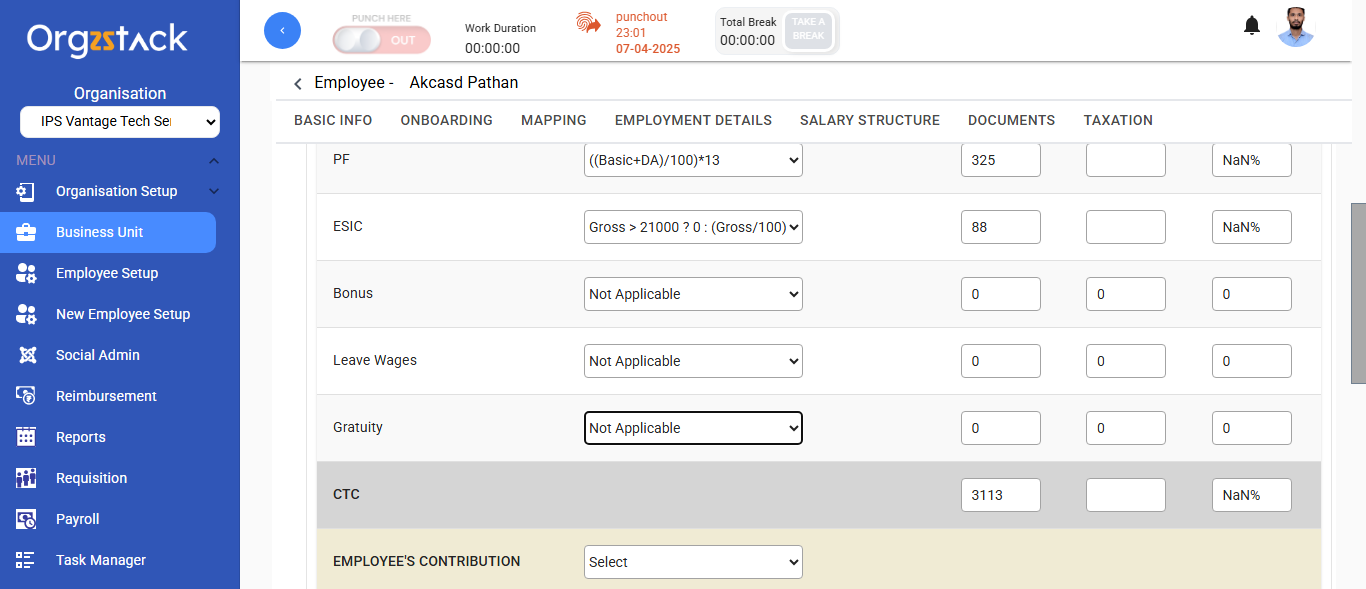 Orgzstack
Organisation
IPS Vantage Tech Ser
MENU
Organisation Setup
Business Unit
Employee Setup
New Employee Setup
Social Admin
Reimbursement
Reports
Requisition
Payroll
Task Manager
PUNCH HERE
OUT
Work Duration
00:00:00
punchout
23:01
07-04-2025
Total Break
00:00:00
TAKE A
BREAK
Employee - Akcasd Pathan
BASIC INFO ONBOARDING MAPPING EMPLOYMENT DETAILS SALARY STRUCTURE DOCUMENTS TAXATION
PF ((Basic+DA)/100)*13 325 NaN%
ESIC Gross > 21000 ? 0 : (Gross/100) 88 NaN%
Bonus Not Applicable 0 0 0
Leave Wages Not Applicable 0 0 0
Gratuity Not Applicable 0 0 0
CTC 3113 NaN%
EMPLOYEE'S CONTRIBUTION Select